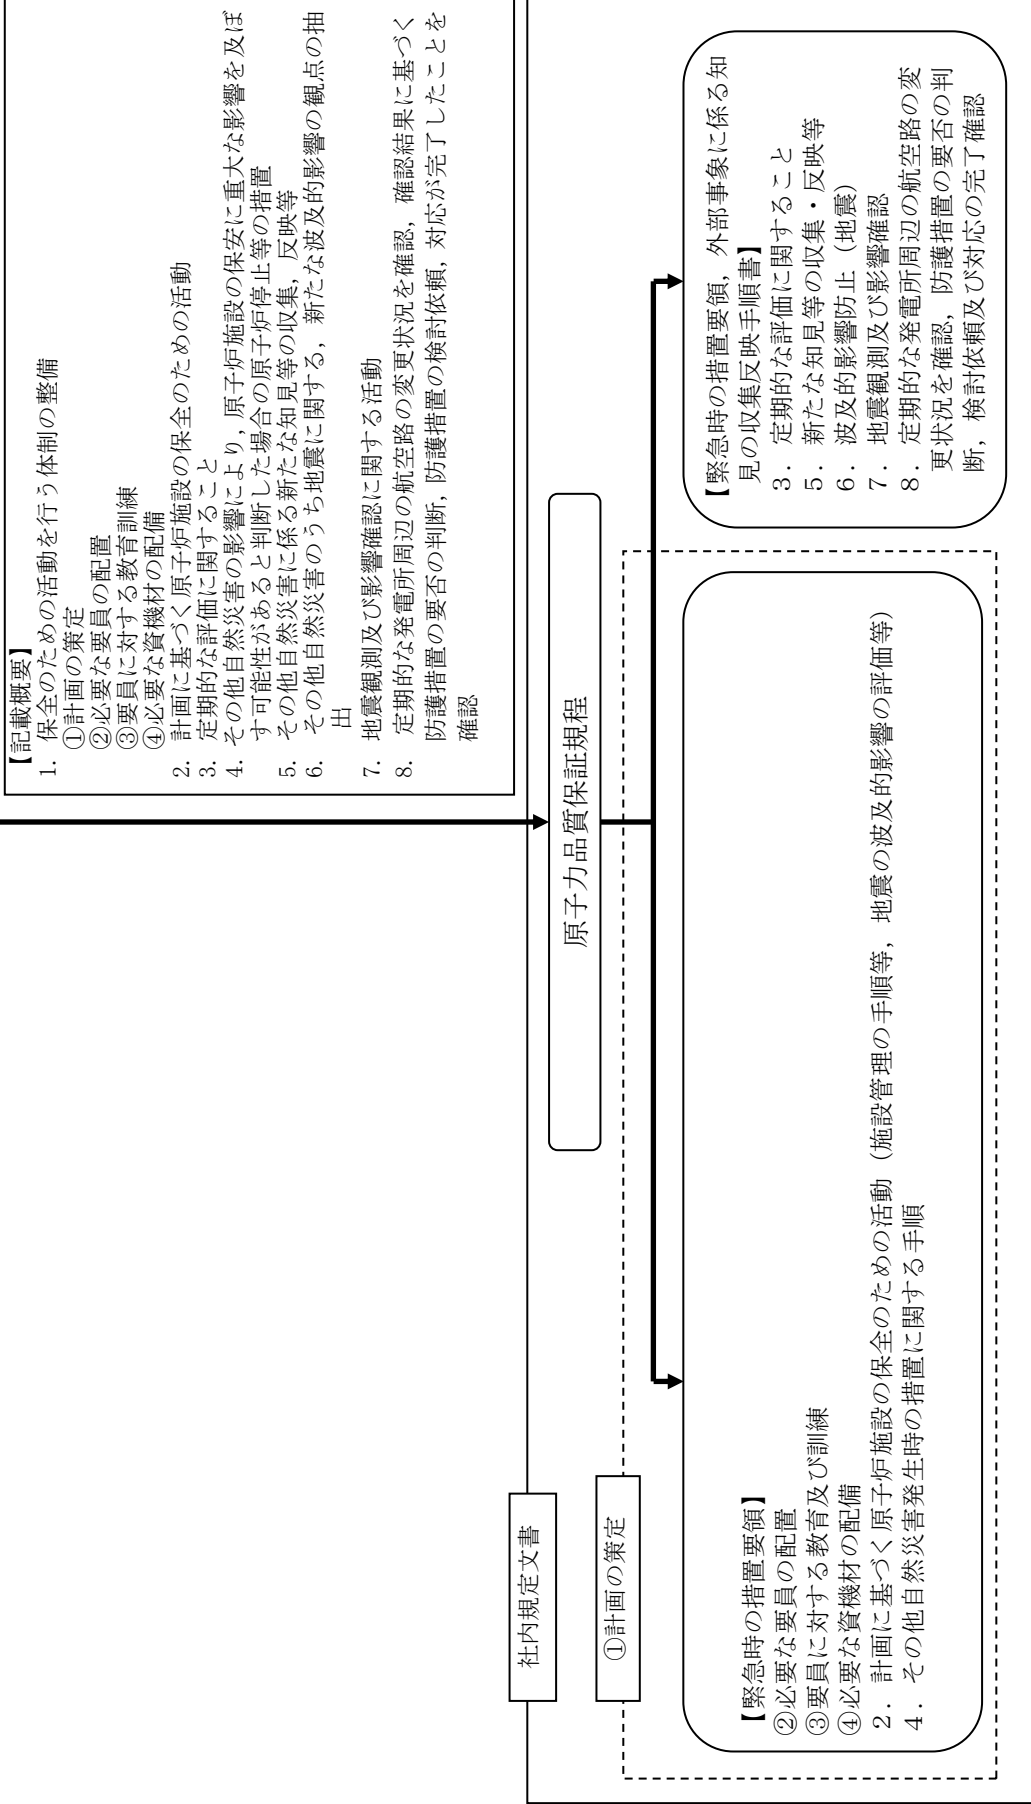 【記載概要】
1. 保全のための活動を行う体制の整備
①計画の策定
②必要な要員の配置
③要員に対する教育訓練
④必要な資機材の配備
2. 計画に基づく原子炉施設の保全のための活動
3. 定期的な評価に関すること
4. その他自然災害の影響により，原子炉施設の保安に重大な影響を及ぼ
す可能性があると判断した場合の原子炉停止等の措置
5. その他自然災害に係る新たな知見等の収集，反映等
6. その他自然災害のうち地震に関する，新たな波及的影響の観点の抽
出
7. 地震観測及び影響確認に関する活動
8. 定期的な発電所周辺の航空路の変更状況を確認，確認結果に基づく
防護措置の要否の判断，防護措置の検討依頼，対応が完了したことを
確認
社内規定文書
原子力品質保証規程
①計画の策定
【緊急時の措置要領】
②必要な要員の配置
③要員に対する教育及び訓練
④必要な資機材の配備
２．計画に基づく原子炉施設の保全のための活動（施設管理の手順等，地震の波及的影響の評価等）
４．その他自然災害発生時の措置に関する手順
【緊急時の措置要領，外部事象に係る知
見の収集反映手順書】
３．定期的な評価に関すること
５．新たな知見等の収集・反映等
６．波及的影響防止（地震）
７．地震観測及び影響確認
８．定期的な発電所周辺の航空路の変
更状況を確認，防護措置の要否の判
断，検討依頼及び対応の完了確認